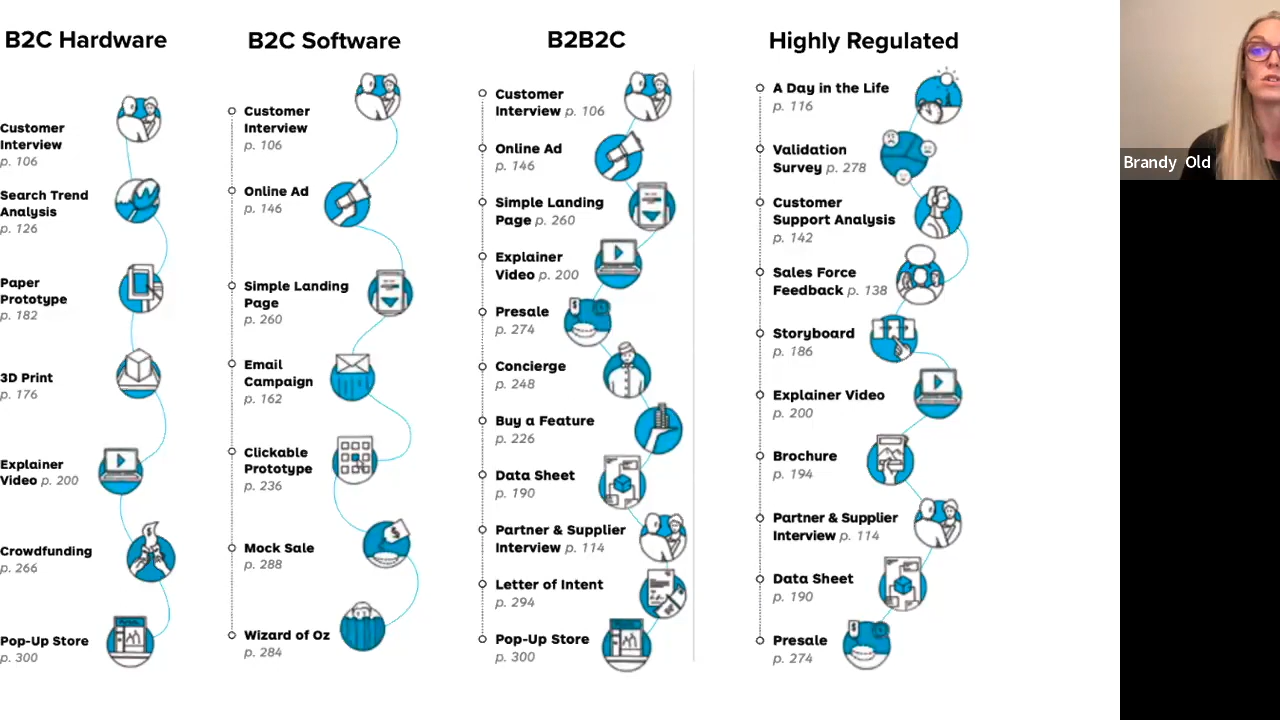 B2C Hardware
Customer
Interview
p. 106
Search Trend
Analysis
p. 126
Paper
Prototype
p. 182
3D Print
p. 176
Explainer
Video p. 200
Crowdfunding
p. 266
Pop-Up Store
p. 300
B2C Software
Customer
Interview
p. 106
Online Ad
p. 146
Simple Landing
Page
p. 260
Email
Campaign
p. 162
Clickable
Prototype
p. 236
Mock Sale
p. 288
Wizard of Oz
p. 284
B2B2C
Customer
Interview p. 106
Online Ad
p. 146
Simple Landing
Page p. 260
Explainer
Video p. 200
Presale
p. 274
Concierge
p. 248
Buy a Feature
p. 226
Data Sheet
p. 190
Partner & Supplier
Interview p. 114
Letter of Intent
p. 294
Pop-Up Store
p. 300
Highly Regulated
A Day in the Life
p. 116
Validation
Survey p. 278
Customer
Support Analysis
p. 142
Sales Force
Feedback p. 138
Storyboard
p. 186
Explainer Video
p. 200
Brochure
p. 194
Partner & Supplier
Interview p. 114
Data Sheet
p. 190
Presale
p. 274
Brandy Old